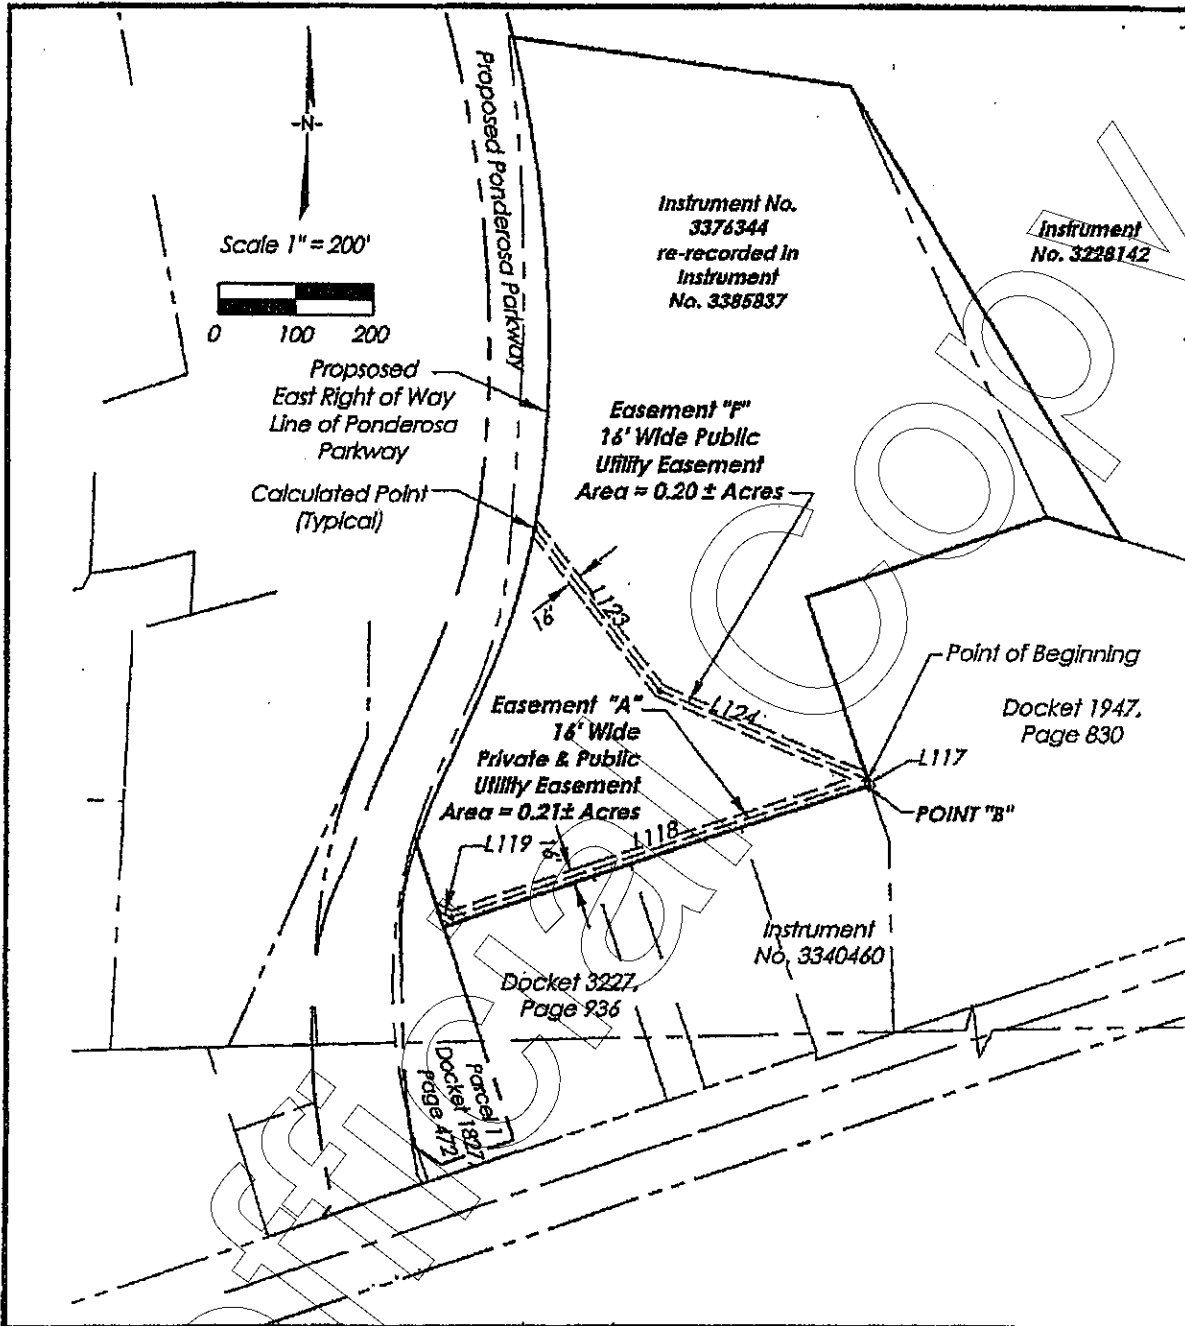 -N-
Scale 1" = 200'
0 100 200
Proposed Ponderosa Parkway
Instrument No.
3376344
re-recorded in
Instrument
No. 3385837
Instrument
No. 3228142
Propsosed
East Right of Way
Line of Ponderosa
Parkway
Calculated Point
(Typical)
Easement "F"
16' Wide Public
Utility Easement
Area = 0.20 ± Acres
L123
16'
L124
Point of Beginning
Docket 1947,
Page 830
L117
POINT "B"
Easement "A"
16' Wide
Private & Public
Utility Easement
Area = 0.21± Acres
L119
L118
Instrument
No. 3340460
Docket 3227,
Page 936
Parcel 1
Docket 1827,
Page 472